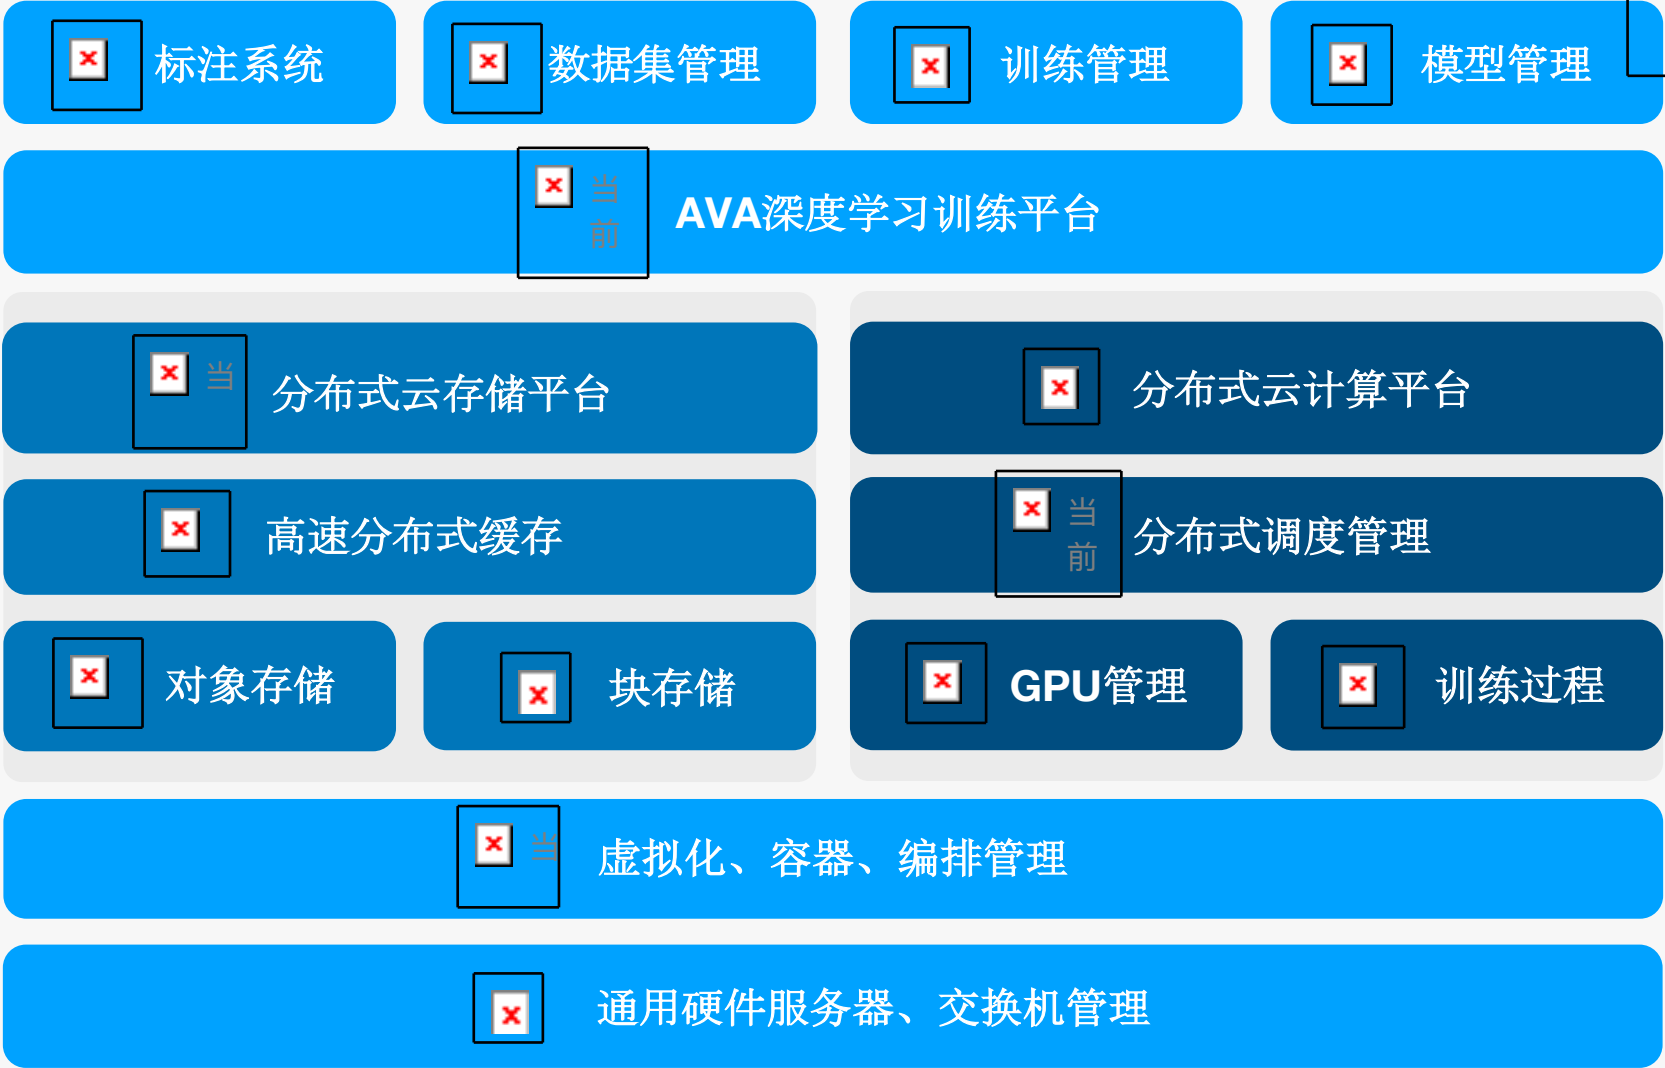 标注系统
数据集管理
训练管理
模型管理
当
前
AVA深度学习训练平台
当
分布式云存储平台
分布式云计算平台
高速分布式缓存
当
前
分布式调度管理
对象存储
块存储
GPU管理
训练过程
当
虚拟化、容器、编排管理
通用硬件服务器、交换机管理